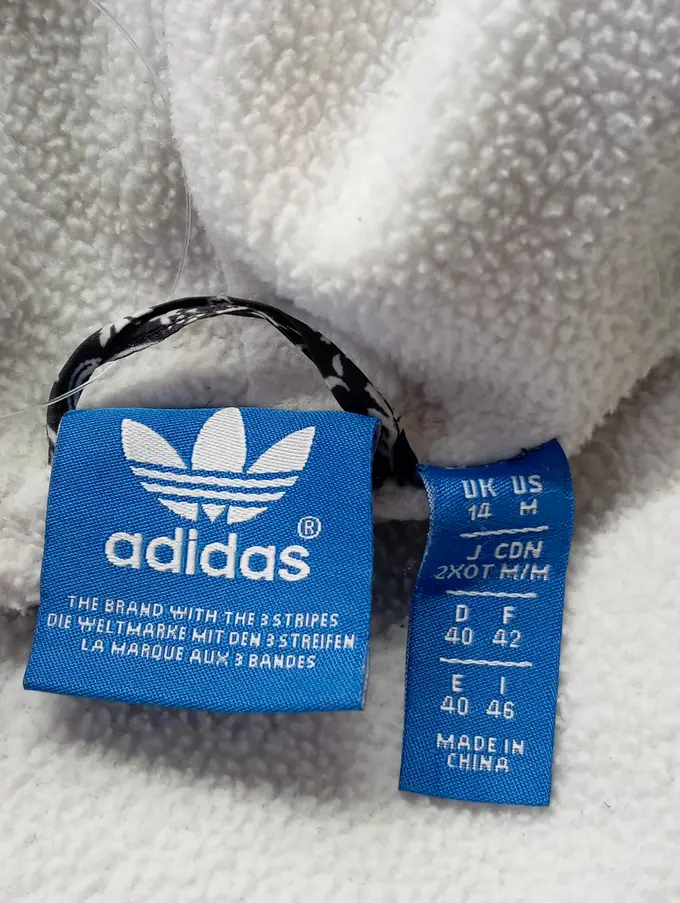 adidas ®
THE BRAND WITH THE 3 STRIPES
DIE WELTMARKE MIT DEN 3 STREIFEN
LA MARQUE AUX 3 BANDES
UK US
14 M
J CDN
2XOT M/M
D F
40 42
E I
40 46
MADE IN
CHINA